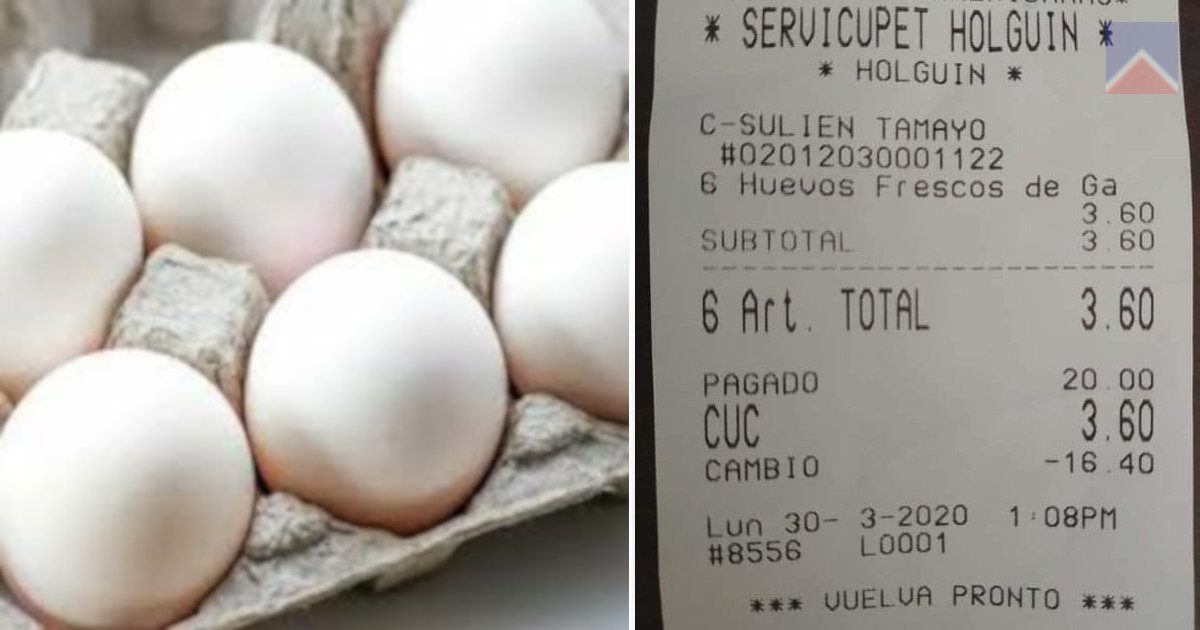 * SERVICUPET HOLGUIN *
* HOLGUIN *
C-SULIEN TAMAYO
#02012030001122
6 Huevos Frescos de Ga
3.60
SUBTOTAL 3.60
6 Art. TOTAL 3.60
PAGADO 20.00
CUC 3.60
CAMBIO -16.40
Lun 30- 3-2020 1:08PM
#8556 L0001
*** VUELVA PRONTO ***